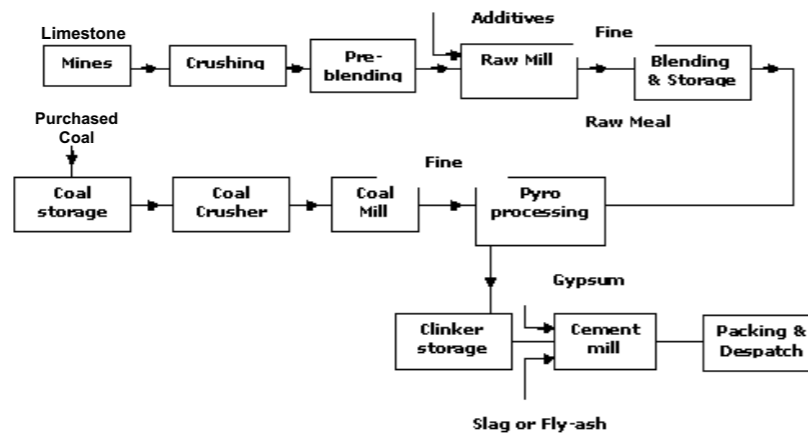 Additives
Limestone
Fine
Mines
Crushing
Pre-
blending
Raw Mill
Blending
& Storage
Raw Meal
Purchased
Coal
Fine
Coal
storage
Coal
Crusher
Coal
Mill
Pyro
processing
Gypsum
Clinker
storage
Cement
mill
Packing &
Despatch
Slag or Fly-ash